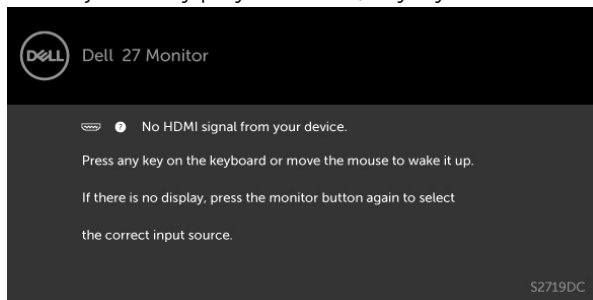 DELL Dell 27 Monitor
? No HDMI signal from your device.
Press any key on the keyboard or move the mouse to wake it up.
If there is no display, press the monitor button again to select
the correct input source.
S2719DC